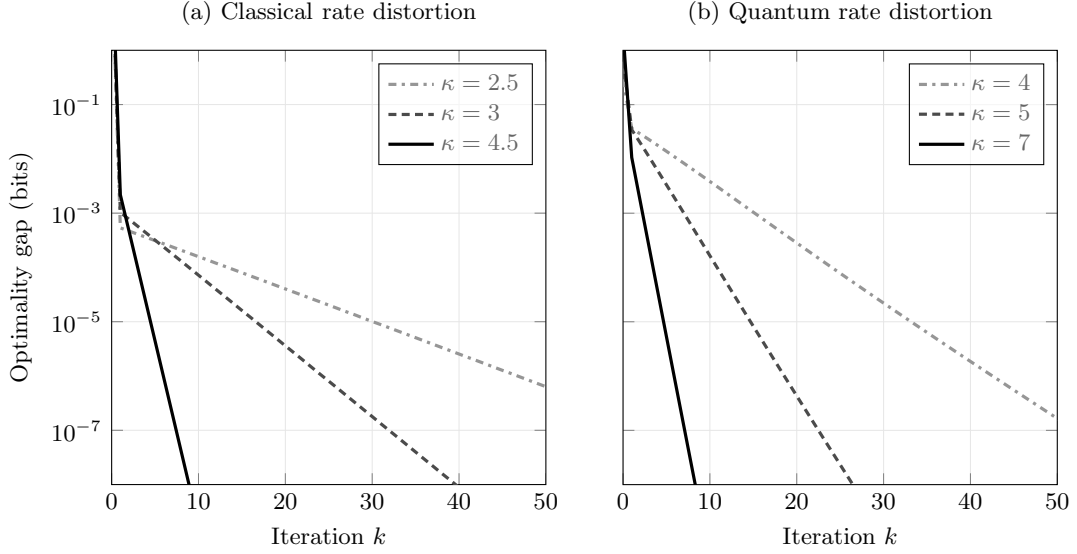 (a) Classical rate distortion
(b) Quantum rate distortion
κ = 2.5
κ = 3
κ = 4.5
κ = 4
κ = 5
κ = 7
Optimality gap (bits)
10⁻¹
10⁻³
10⁻⁵
10⁻⁷
0 10 20 30 40 50
0 10 20 30 40 50
Iteration k
Iteration k